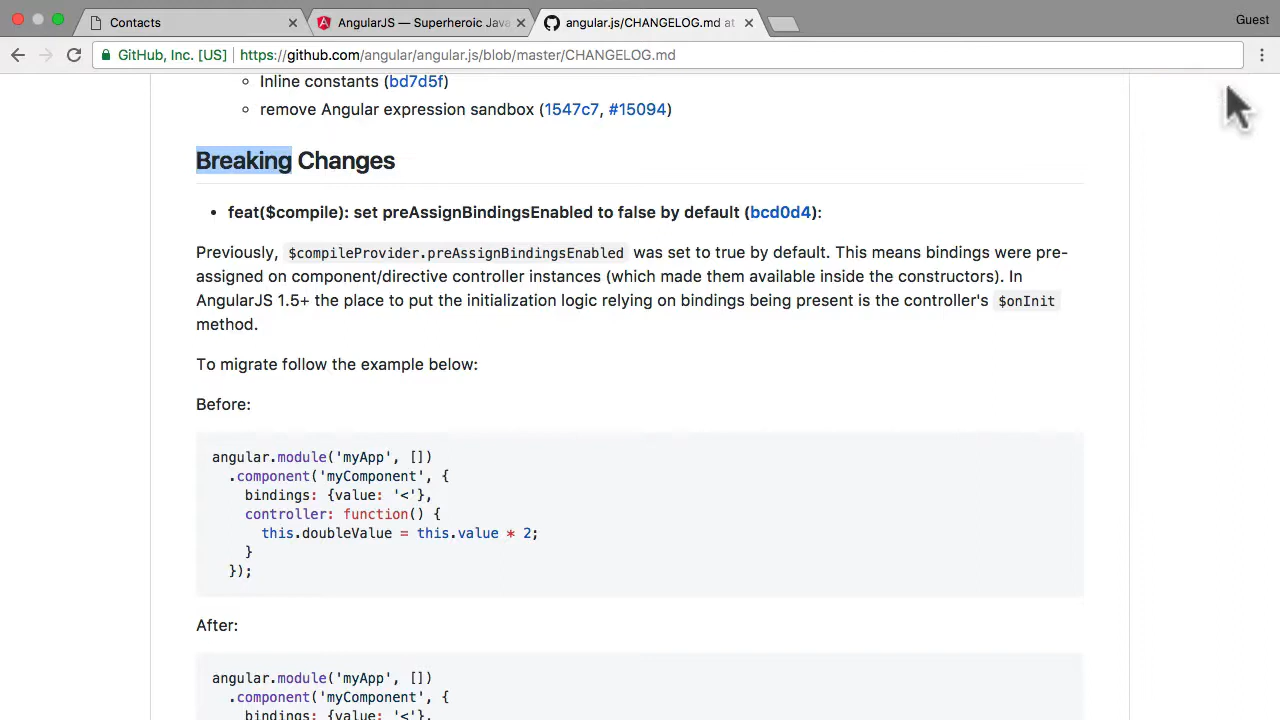 Contacts
AngularJS — Superheroic Java
angular.js/CHANGELOG.md at
Guest
GitHub, Inc. [US] https://github.com/angular/angular.js/blob/master/CHANGELOG.md
Inline constants (bd7d5f)
remove Angular expression sandbox (1547c7, #15094)
Breaking Changes
• feat($compile): set preAssignBindingsEnabled to false by default (bcd0d4):
Previously, $compileProvider.preAssignBindingsEnabled was set to true by default. This means bindings were pre-
assigned on component/directive controller instances (which made them available inside the constructors). In
AngularJS 1.5+ the place to put the initialization logic relying on bindings being present is the controller's $onInit
method.
To migrate follow the example below:
Before:
angular.module('myApp', [])
.component('myComponent', {
bindings: {value: '<'},
controller: function() {
this.doubleValue = this.value * 2;
}
});
After:
angular.module('myApp', [])
.component('myComponent', {
bindings: {value: '<'},